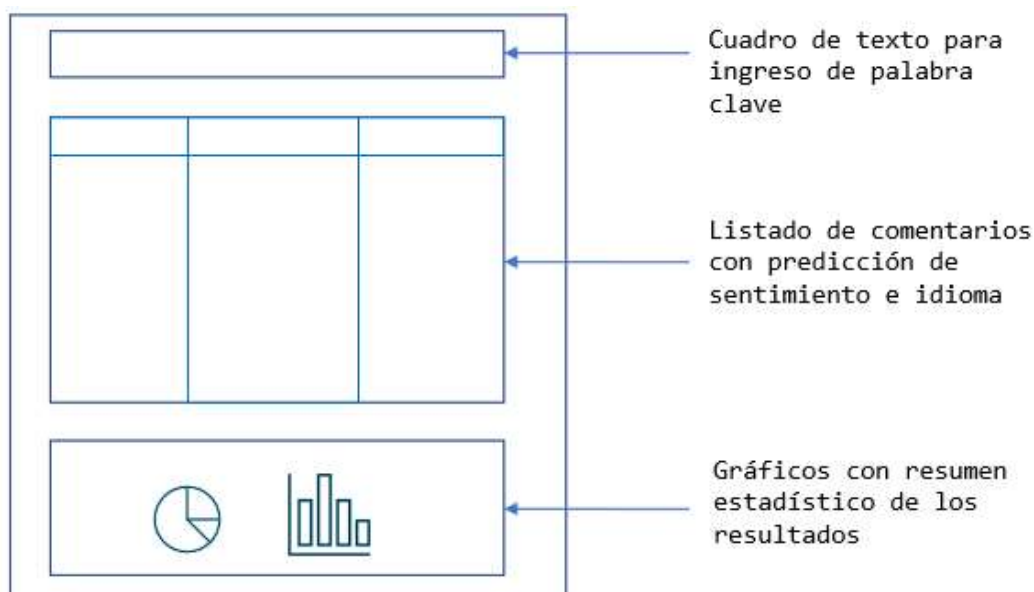 Cuadro de texto para
ingreso de palabra
clave
Listado de comentarios
con predicción de
sentimiento e idioma
Gráficos con resumen
estadístico de los
resultados